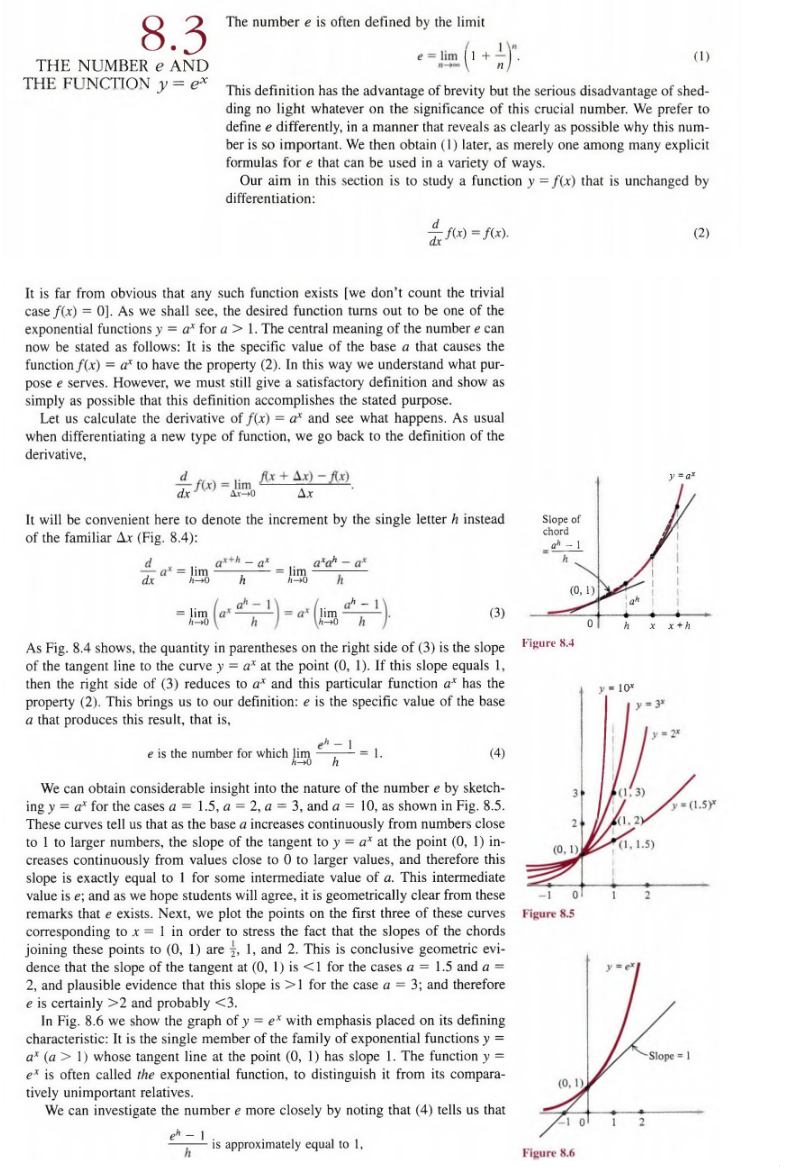 8.3
THE NUMBER e AND
THE FUNCTION y = eˣ
The number e is often defined by the limit
e = lim_{n→∞} (1 + 1/n)ⁿ. (1)
This definition has the advantage of brevity but the serious disadvantage of shed-
ding no light whatever on the significance of this crucial number. We prefer to
define e differently, in a manner that reveals as clearly as possible why this num-
ber is so important. We then obtain (1) later, as merely one among many explicit
formulas for e that can be used in a variety of ways.
Our aim in this section is to study a function y = f(x) that is unchanged by
differentiation:
d/dx f(x) = f(x). (2)
It is far from obvious that any such function exists [we don't count the trivial
case f(x) = 0]. As we shall see, the desired function turns out to be one of the
exponential functions y = aˣ for a > 1. The central meaning of the number e can
now be stated as follows: It is the specific value of the base a that causes the
function f(x) = aˣ to have the property (2). In this way we understand what pur-
pose e serves. However, we must still give a satisfactory definition and show as
simply as possible that this definition accomplishes the stated purpose.
Let us calculate the derivative of f(x) = aˣ and see what happens. As usual
when differentiating a new type of function, we go back to the definition of the
derivative,
d/dx f(x) = lim_{Δx→0} (f(x + Δx) − f(x))/Δx.
It will be convenient here to denote the increment by the single letter h instead
of the familiar Δx (Fig. 8.4):
d/dx aˣ = lim_{h→0} (aˣ⁺ʰ − aˣ)/h = lim_{h→0} (aˣaʰ − aˣ)/h
= lim_{h→0} (aˣ (aʰ − 1)/h) = aˣ (lim_{h→0} (aʰ − 1)/h). (3)
As Fig. 8.4 shows, the quantity in parentheses on the right side of (3) is the slope
of the tangent line to the curve y = aˣ at the point (0, 1). If this slope equals 1,
then the right side of (3) reduces to aˣ and this particular function aˣ has the
property (2). This brings us to our definition: e is the specific value of the base
a that produces this result, that is,
e is the number for which lim_{h→0} (eʰ − 1)/h = 1. (4)
We can obtain considerable insight into the nature of the number e by sketch-
ing y = aˣ for the cases a = 1.5, a = 2, a = 3, and a = 10, as shown in Fig. 8.5.
These curves tell us that as the base a increases continuously from numbers close
to 1 to larger numbers, the slope of the tangent to y = aˣ at the point (0, 1) in-
creases continuously from values close to 0 to larger values, and therefore this
slope is exactly equal to 1 for some intermediate value of a. This intermediate
value is e; and as we hope students will agree, it is geometrically clear from these
remarks that e exists. Next, we plot the points on the first three of these curves
corresponding to x = 1 in order to stress the fact that the slopes of the chords
joining these points to (0, 1) are ½, 1, and 2. This is conclusive geometric evi-
dence that the slope of the tangent at (0, 1) is <1 for the cases a = 1.5 and a =
2, and plausible evidence that this slope is >1 for the case a = 3; and therefore
e is certainly >2 and probably <3.
In Fig. 8.6 we show the graph of y = eˣ with emphasis placed on its defining
characteristic: It is the single member of the family of exponential functions y =
aˣ (a > 1) whose tangent line at the point (0, 1) has slope 1. The function y =
eˣ is often called the exponential function, to distinguish it from its compara-
tively unimportant relatives.
We can investigate the number e more closely by noting that (4) tells us that
(eʰ − 1)/h is approximately equal to 1,
y = aˣ
Slope of
chord
= (aʰ − 1)/h
(0, 1)
aʰ
0 h x x + h
Figure 8.4
y = 10ˣ
y = 3ˣ
y = 2ˣ
3 (1, 3)
y = (1.5)ˣ
2 (1, 2)
(0, 1) (1, 1.5)
−1 0 1 2
Figure 8.5
y = eˣ
Slope = 1
(0, 1)
−1 0 1 2
Figure 8.6